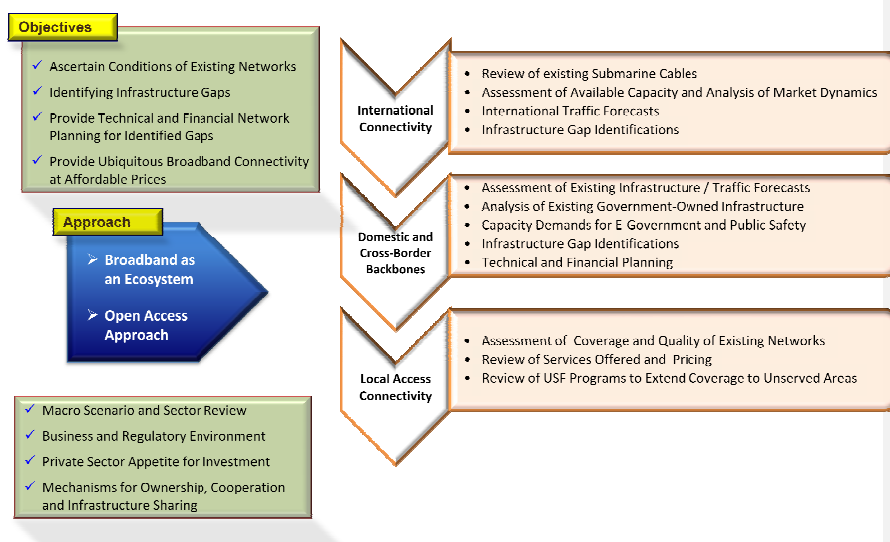 Objectives
✓ Ascertain Conditions of Existing Networks
✓ Identifying Infrastructure Gaps
✓ Provide Technical and Financial Network
Planning for Identified Gaps
✓ Provide Ubiquitous Broadband Connectivity
at Affordable Prices
Approach
➢ Broadband as
an Ecosystem
➢ Open Access
Approach
✓ Macro Scenario and Sector Review
✓ Business and Regulatory Environment
✓ Private Sector Appetite for Investment
✓ Mechanisms for Ownership, Cooperation
and Infrastructure Sharing
International
Connectivity
• Review of existing Submarine Cables
• Assessment of Available Capacity and Analysis of Market Dynamics
• International Traffic Forecasts
• Infrastructure Gap Identifications
Domestic and
Cross-Border
Backbones
• Assessment of Existing Infrastructure / Traffic Forecasts
• Analysis of Existing Government-Owned Infrastructure
• Capacity Demands for E-Government and Public Safety
• Infrastructure Gap Identifications
• Technical and Financial Planning
Local Access
Connectivity
• Assessment of Coverage and Quality of Existing Networks
• Review of Services Offered and Pricing
• Review of USF Programs to Extend Coverage to Unserved Areas